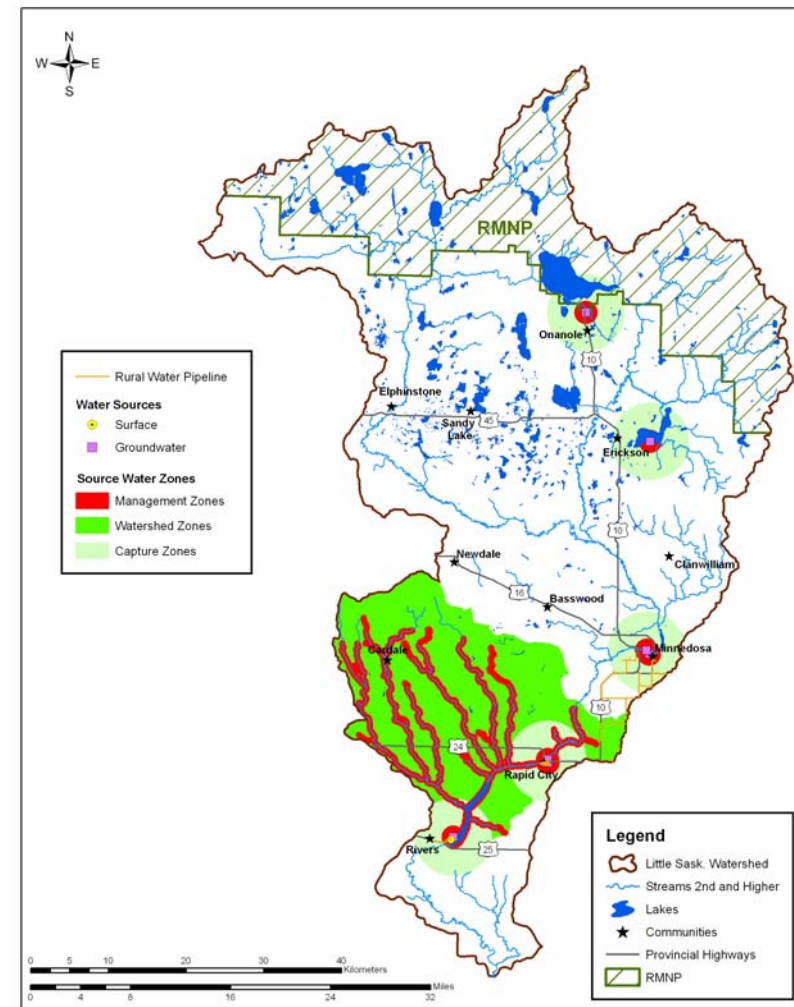 N
W E
S
RMNP
Onanole
10
Elphinstone
Sandy
Lake
45
Erickson
10
Clanwilliam
Newdale
16
Basswood
Minnedosa
Cardale
10
24
Rapid City
Rivers
25
Rural Water Pipeline
Water Sources
Surface
Groundwater
Source Water Zones
Management Zones
Watershed Zones
Capture Zones
Legend
Little Sask. Watershed
Streams 2nd and Higher
Lakes
Communities
Provincial Highways
RMNP
0 5 10 20 30 40
Kilometers
0 4 8 16 24 32
Miles